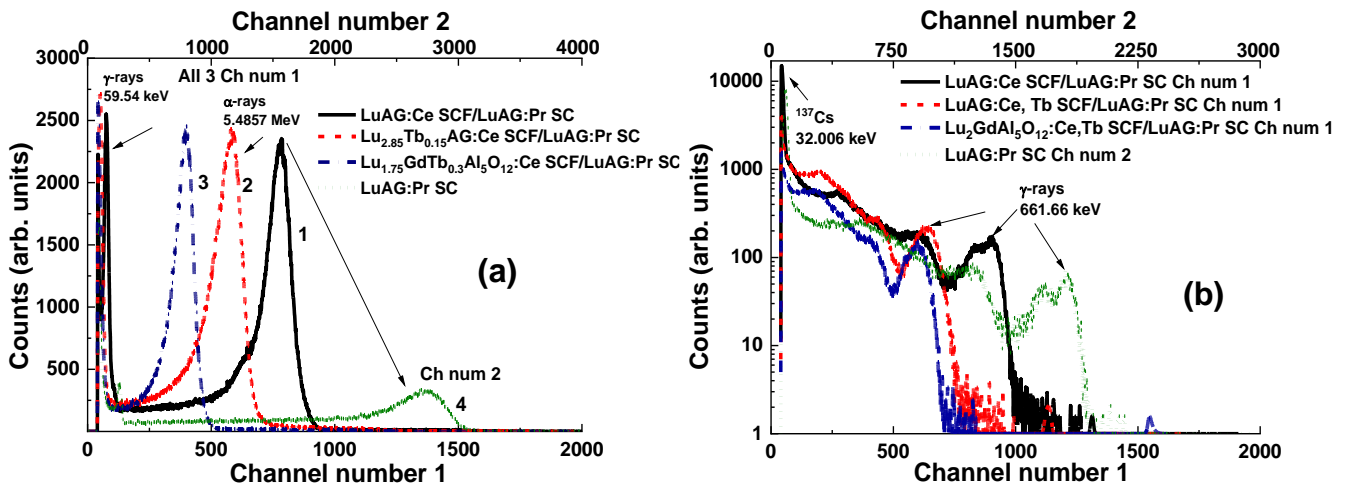 Channel number 2
0 1000 2000 3000 4000
3000
2500
2000
1500
1000
500
Counts (arb. units)
γ-rays
59.54 keV
All 3 Ch num 1
α-rays
5.4857 MeV
LuAG:Ce SCF/LuAG:Pr SC
Lu2.85Tb0.15AG:Ce SCF/LuAG:Pr SC
Lu1.75GdTb0.3Al5O12:Ce SCF/LuAG:Pr SC
LuAG:Pr SC
3
2
1
(a)
Ch num 2
4
0 500 1000 1500 2000
Channel number 1
Channel number 2
0 750 1500 2250 3000
10000
1000
100
10
1
Counts (arb. units)
137Cs
32.006 keV
LuAG:Ce SCF/LuAG:Pr SC Ch num 1
LuAG:Ce, Tb SCF/LuAG:Pr SC Ch num 1
Lu2GdAl5O12:Ce,Tb SCF/LuAG:Pr SC Ch num 1
LuAG:Pr SC Ch num 2
γ-rays
661.66 keV
(b)
0 500 1000 1500 2000
Channel number 1